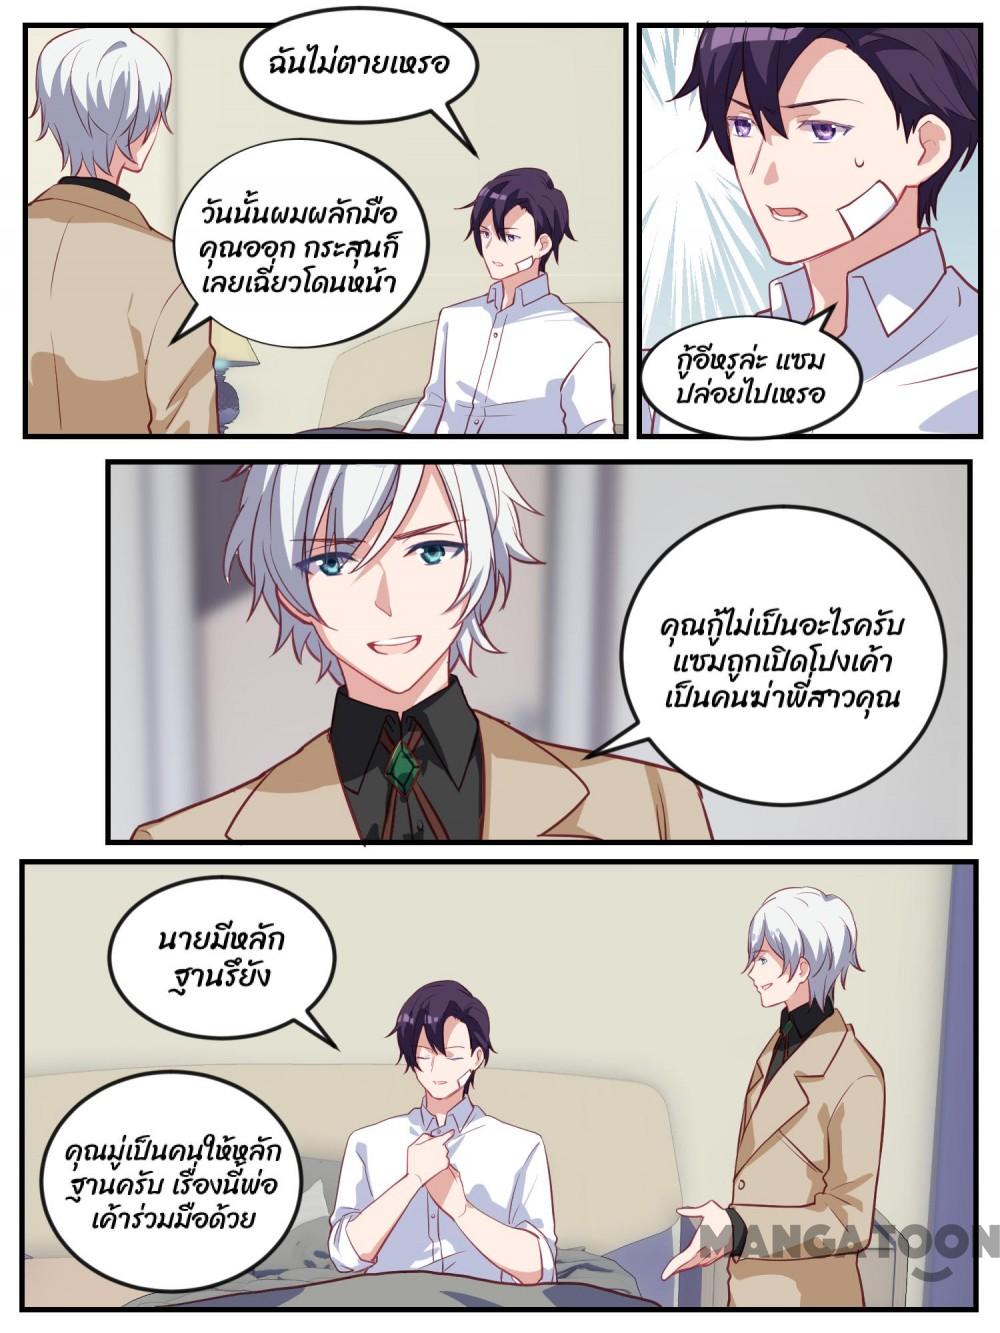 ฉันไม่ตายเหรอ
วันนั้นผมผลักมือ
คุณออก กระสุนก็
เลยเฉี่ยวโดนหน้า
กู้อีหรูล่ะ แซม
ปล่อยไปเหรอ
คุณกู้ไม่เป็นอะไรครับ
แซมถูกเปิดโปงเค้า
เป็นคนฆ่าพี่สาวคุณ
นายมีหลัก
ฐานรึยัง
คุณมู่เป็นคนให้หลัก
ฐานครับ เรื่องนี้พ่อ
เค้าร่วมมือด้วย
MANGATOON